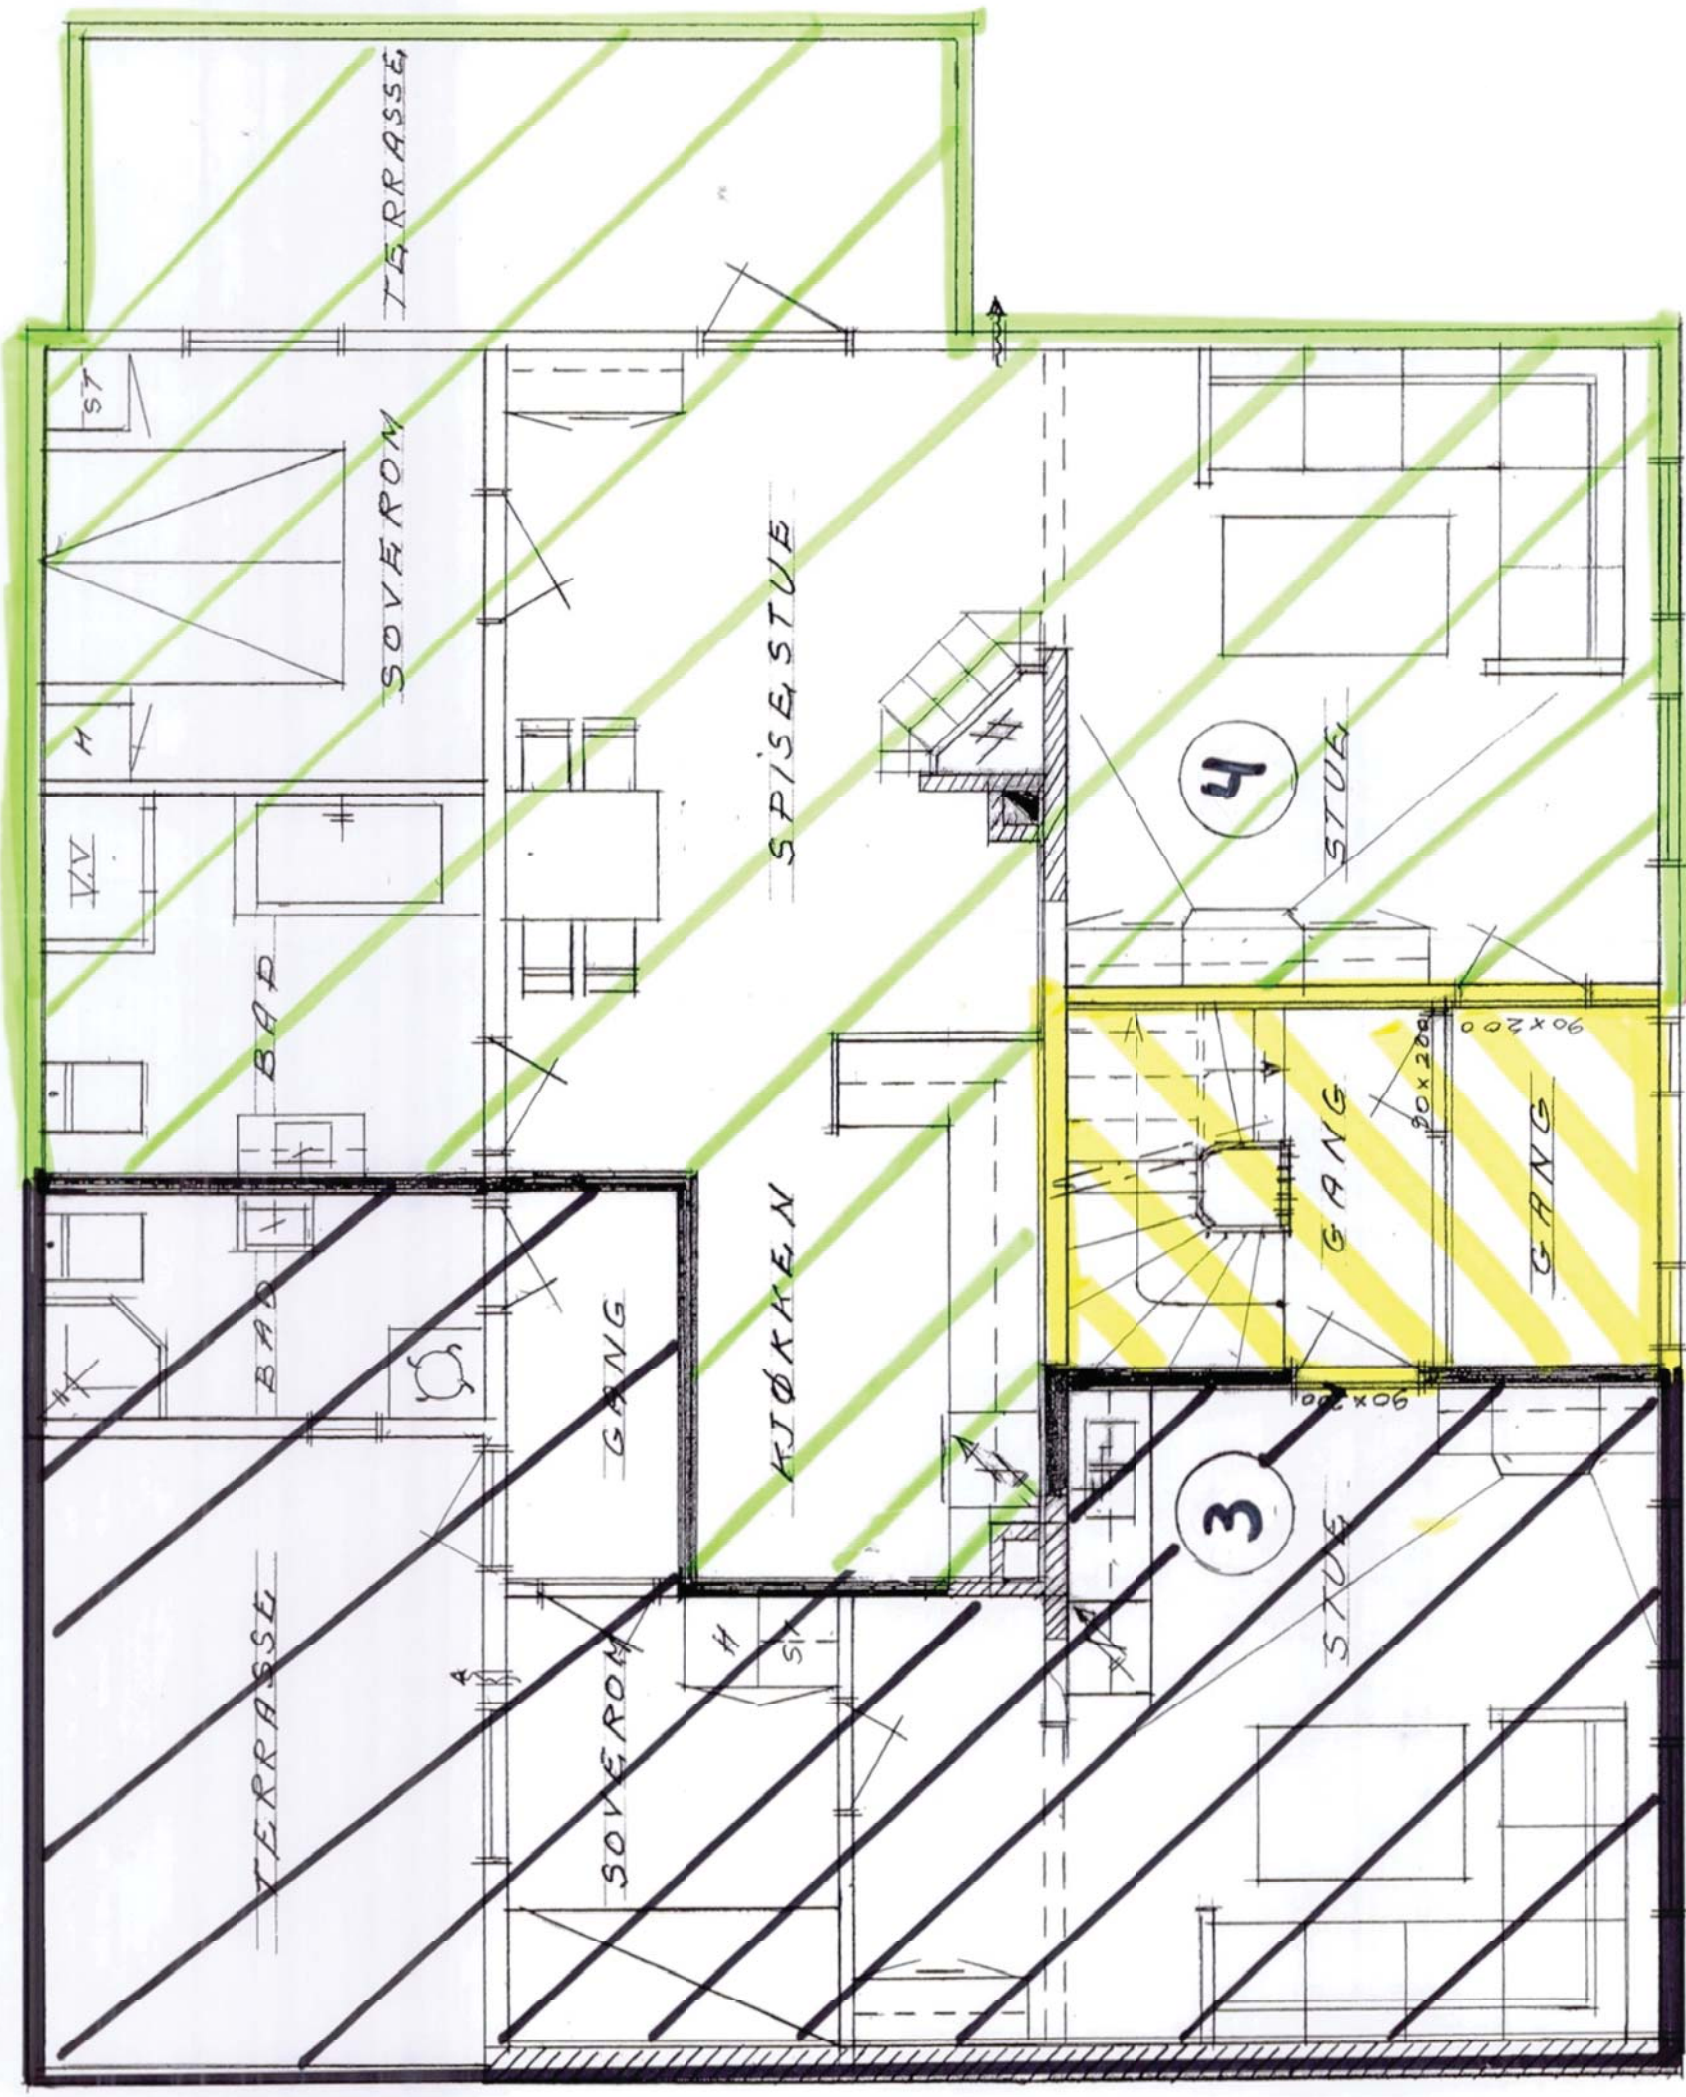 TERRASSE
ST
SOVEROM
H
V.V
BAD
SPISESTUE
4
STUE
KJØKKEN
90x200
90x200
GANG
GANG
BAD
GANG
90x200
3
STUE
TERRASSE
SOVEROM
H
ST